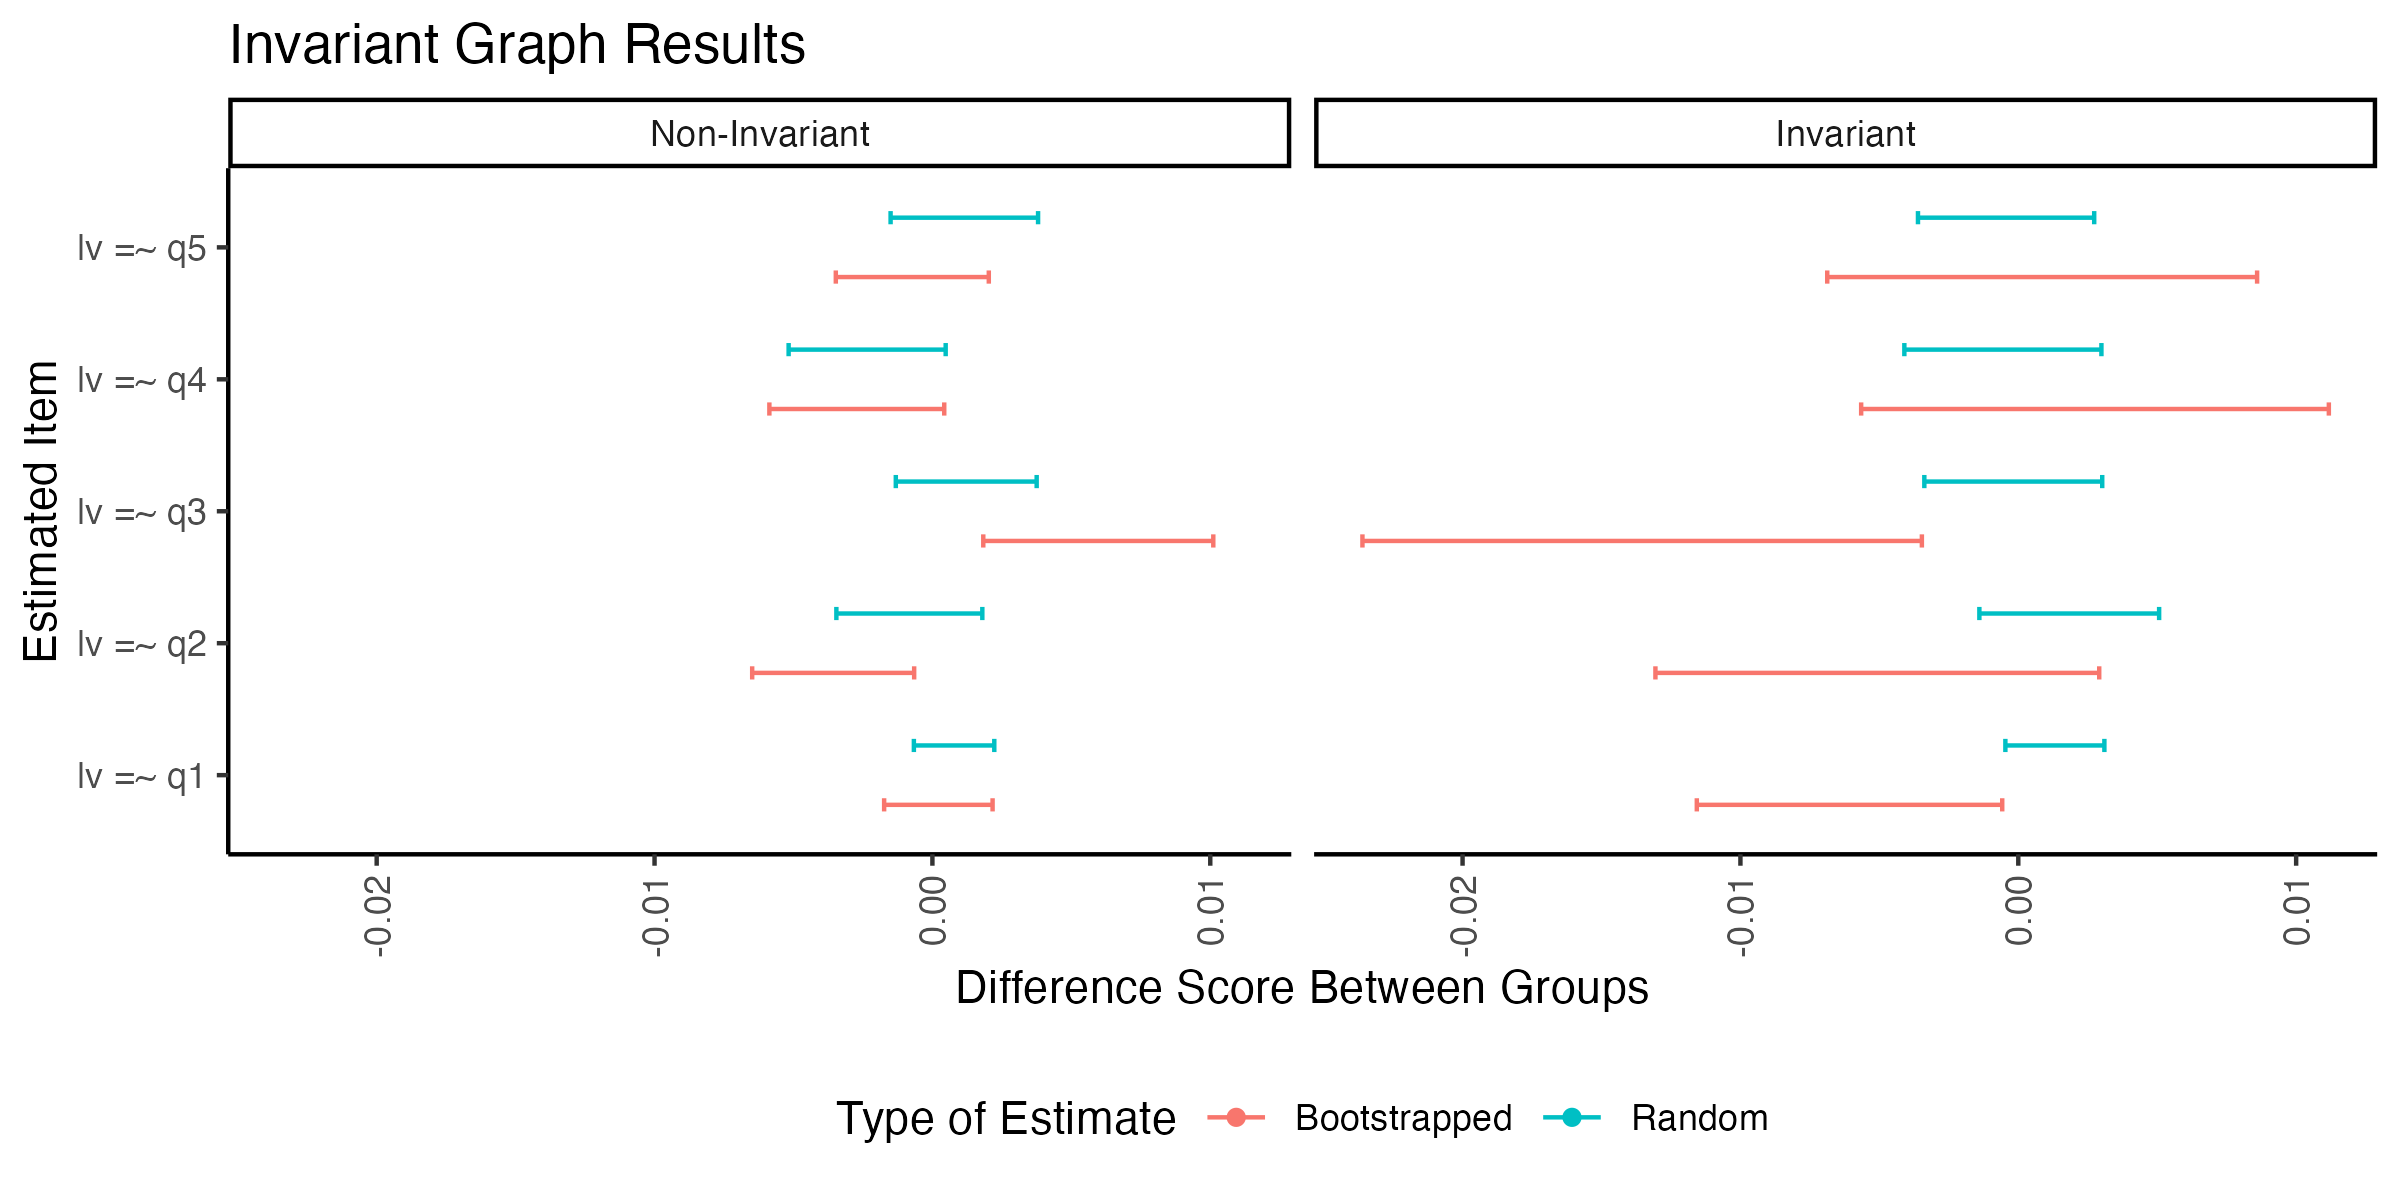 Invariant Graph Results
Non-Invariant
Invariant
Estimated Item
lv =~ q5
lv =~ q4
lv =~ q3
lv =~ q2
lv =~ q1
-0.02
-0.01
0.00
0.01
-0.02
-0.01
0.00
0.01
Difference Score Between Groups
Type of Estimate
Bootstrapped
Random